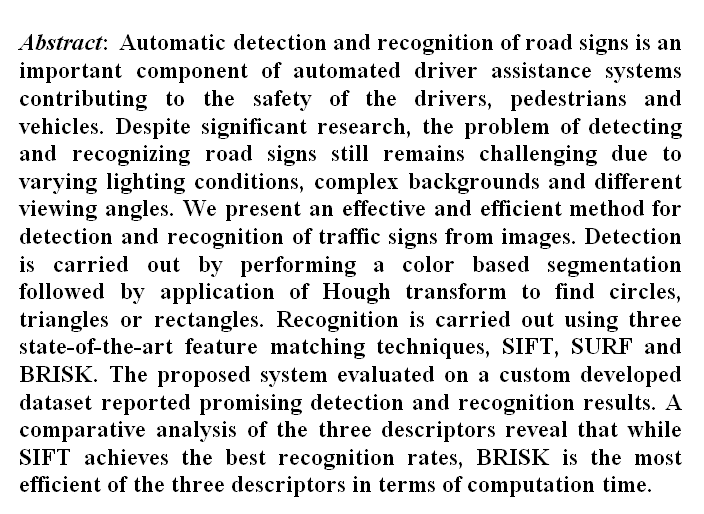 Abstract: Automatic detection and recognition of road signs is an
important component of automated driver assistance systems
contributing to the safety of the drivers, pedestrians and
vehicles. Despite significant research, the problem of detecting
and recognizing road signs still remains challenging due to
varying lighting conditions, complex backgrounds and different
viewing angles. We present an effective and efficient method for
detection and recognition of traffic signs from images. Detection
is carried out by performing a color based segmentation
followed by application of Hough transform to find circles,
triangles or rectangles. Recognition is carried out using three
state-of-the-art feature matching techniques, SIFT, SURF and
BRISK. The proposed system evaluated on a custom developed
dataset reported promising detection and recognition results. A
comparative analysis of the three descriptors reveal that while
SIFT achieves the best recognition rates, BRISK is the most
efficient of the three descriptors in terms of computation time.